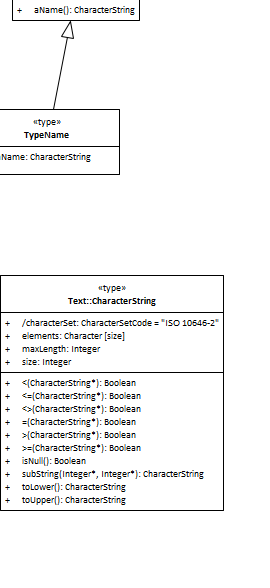 + aName(): CharacterString
«type»
TypeName
Name: CharacterString
«type»
Text::CharacterString
+ /characterSet: CharacterSetCode = "ISO 10646-2"
+ elements: Character [size]
+ maxLength: Integer
+ size: Integer
+ <(CharacterString*): Boolean
+ <=(CharacterString*): Boolean
+ <>(CharacterString*): Boolean
+ =(CharacterString*): Boolean
+ >(CharacterString*): Boolean
+ >=(CharacterString*): Boolean
+ isNull(): Boolean
+ subString(Integer*, Integer*): CharacterString
+ toLower(): CharacterString
+ toUpper(): CharacterString